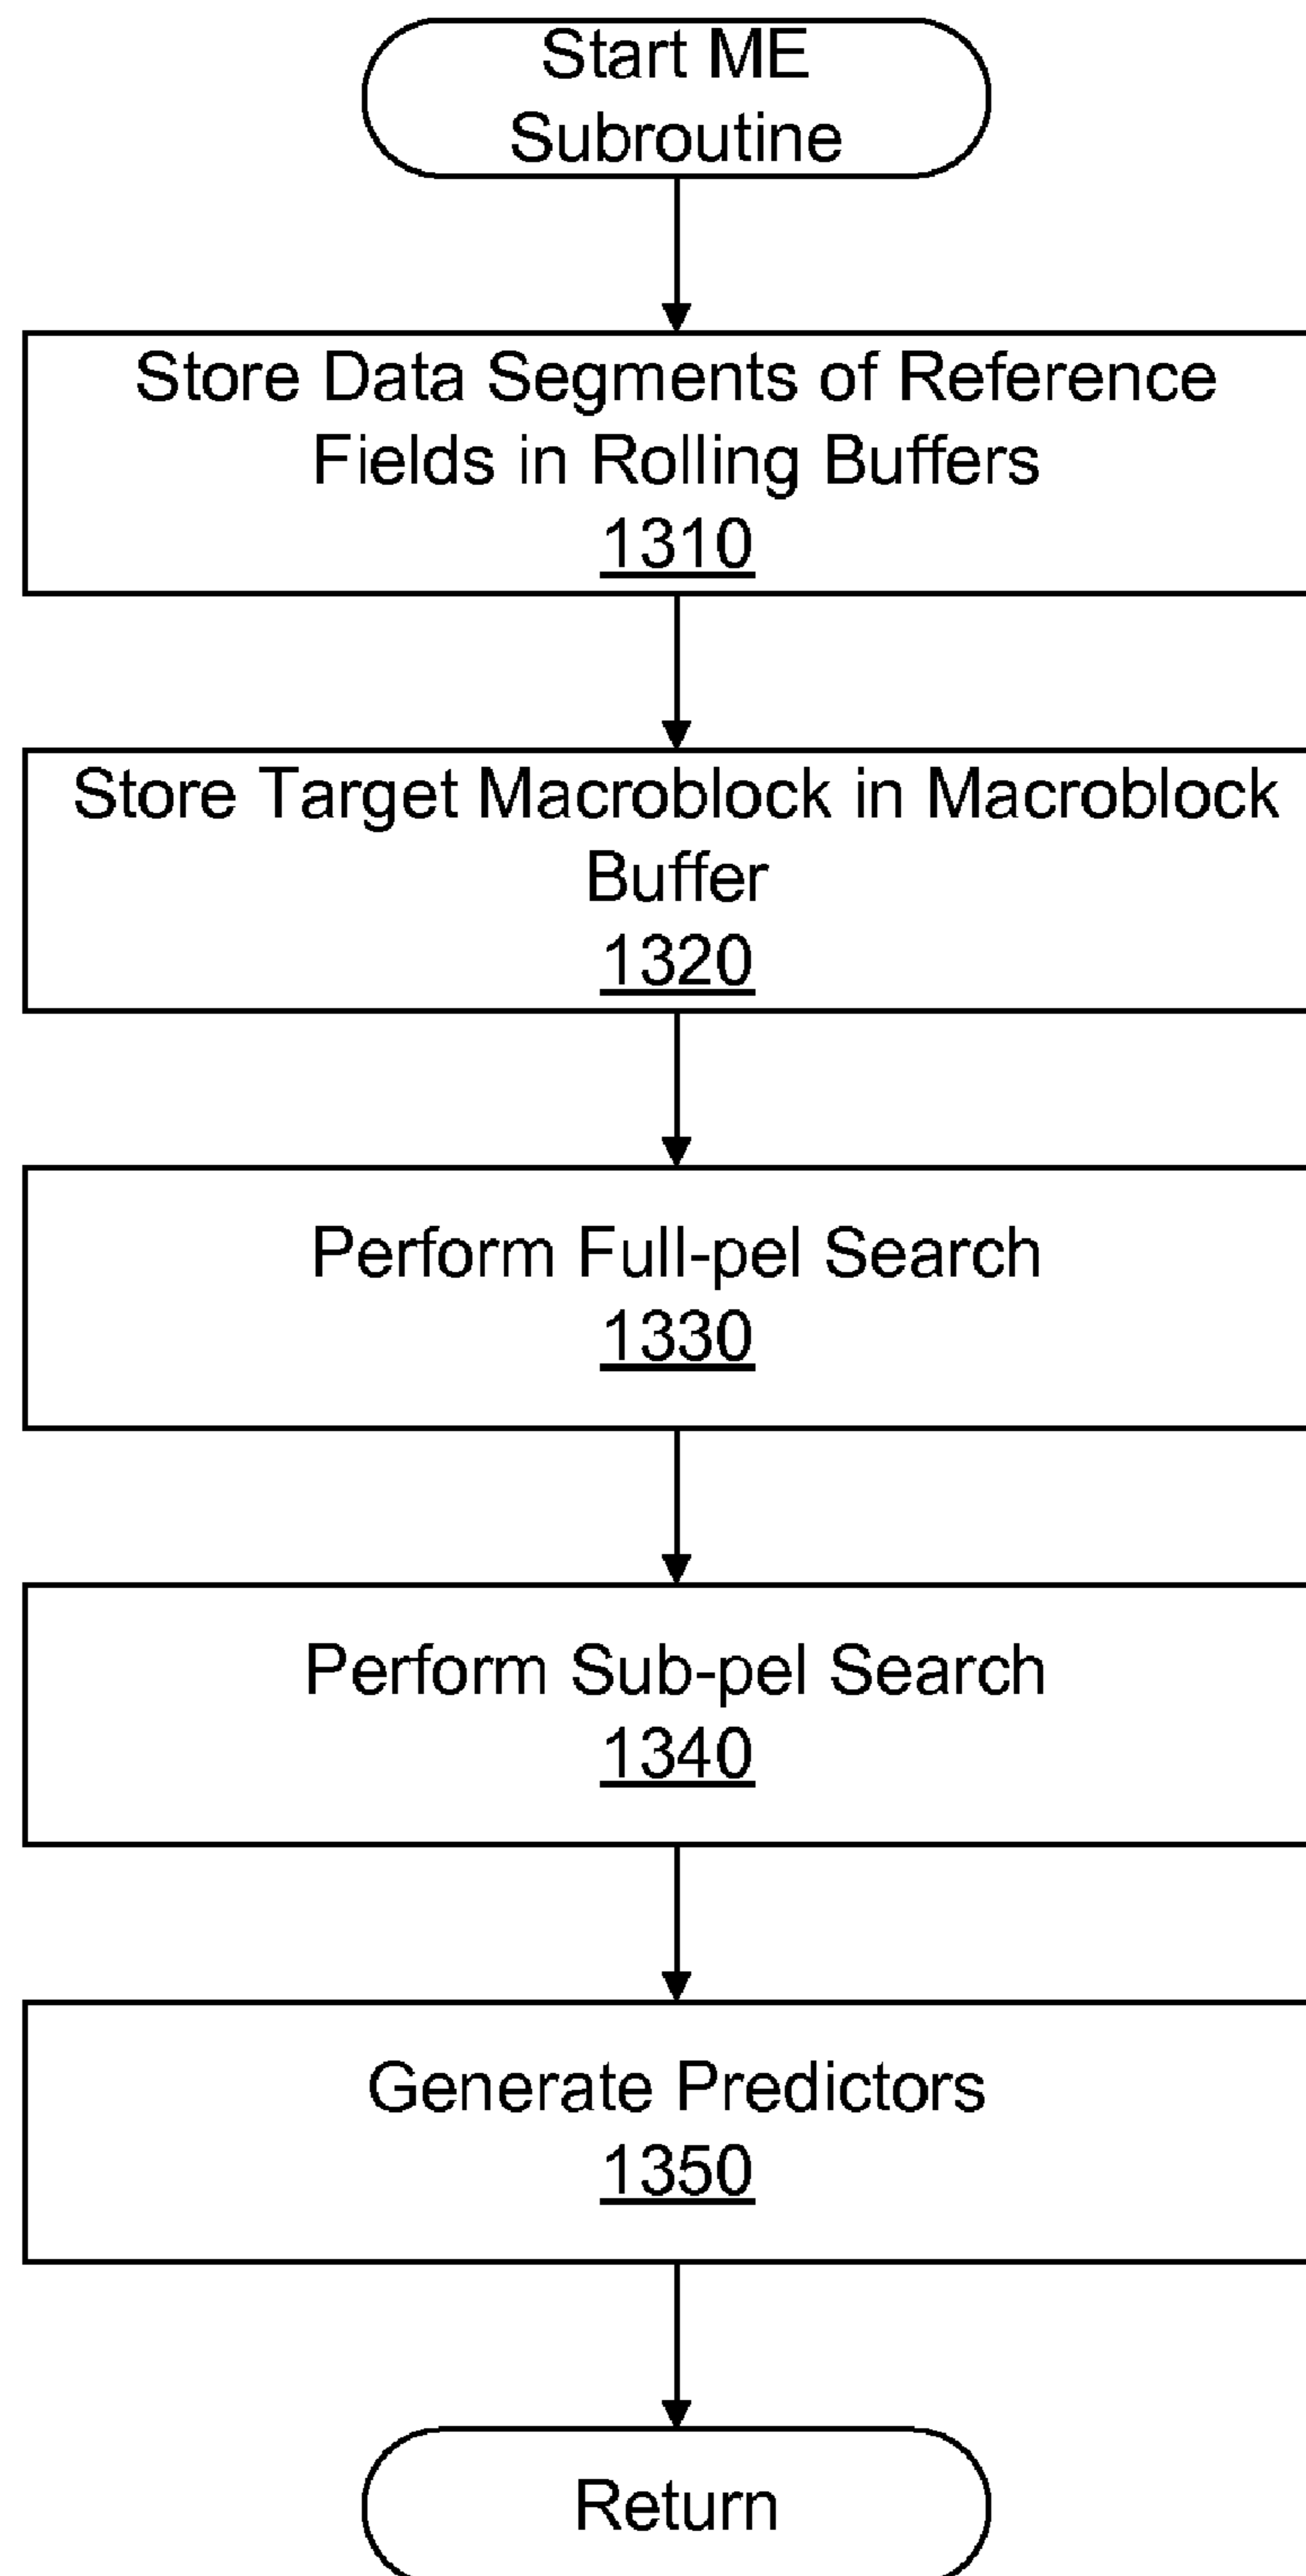 Start ME
Subroutine
Store Data Segments of Reference
Fields in Rolling Buffers
1310
Store Target Macroblock in Macroblock
Buffer
1320
Perform Full-pel Search
1330
Perform Sub-pel Search
1340
Generate Predictors
1350
Return